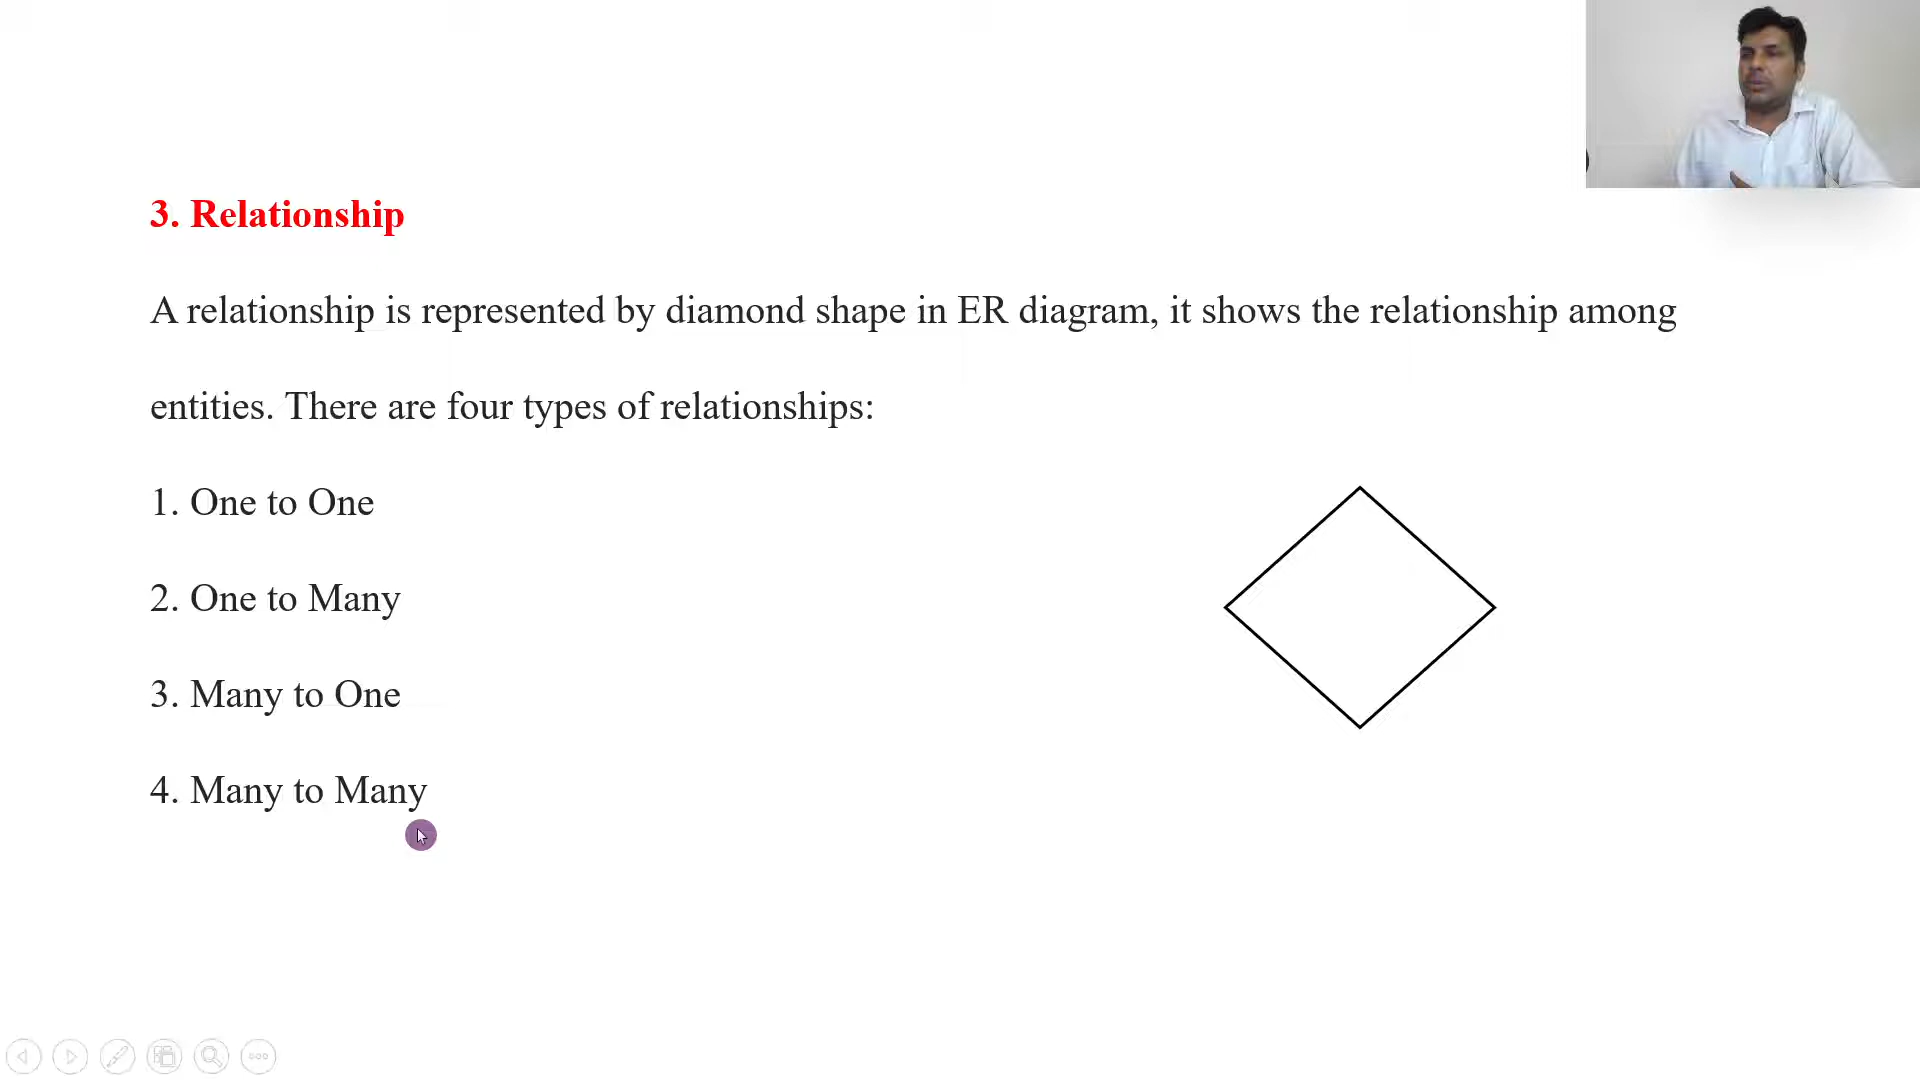 3. Relationship
A relationship is represented by diamond shape in ER diagram, it shows the relationship among
entities. There are four types of relationships:
1. One to One
2. One to Many
3. Many to One
4. Many to Many